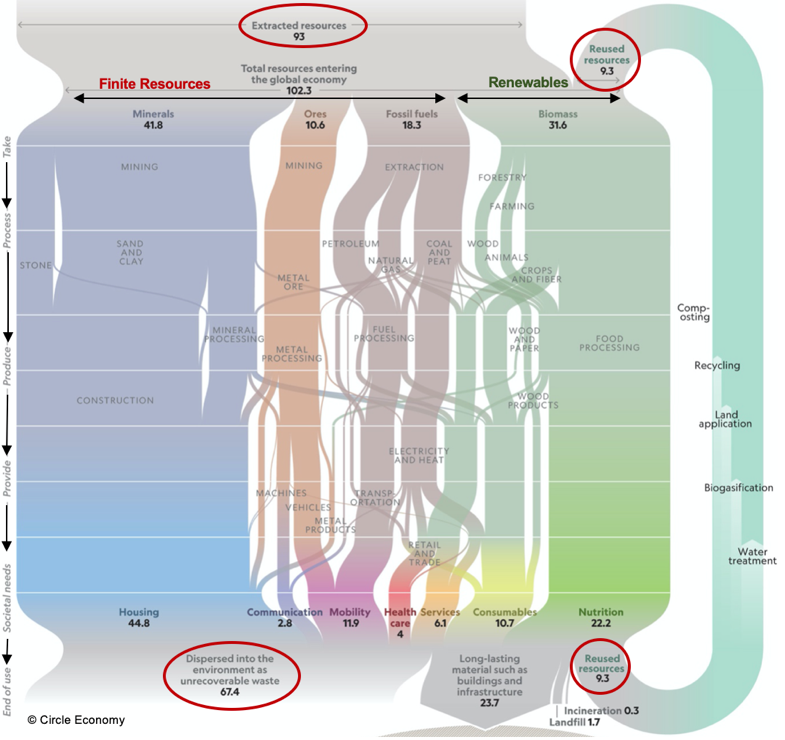 Extracted resources
93
Reused
resources
9.3
Total resources entering
the global economy
102.3
Finite Resources
Renewables
Minerals
41.8
Ores
10.6
Fossil fuels
18.3
Biomass
31.6
Take
MINING
MINING
EXTRACTION
FORESTRY
FARMING
Process
STONE
SAND
AND
CLAY
METAL
ORE
PETROLEUM
NATURAL
GAS
COAL
AND
PEAT
WOOD
ANIMALS
CROPS
AND FIBER
Produce
MINERAL
PROCESSING
METAL
PROCESSING
FUEL
PROCESSING
WOOD
AND
PAPER
FOOD
PROCESSING
CONSTRUCTION
WOOD
PRODUCTS
Com-
posting
Recycling
Land
application
Biogasification
Water
treatment
Provide
ELECTRICITY
AND HEAT
MACHINES
VEHICLES
METAL
PRODUCTS
TRANSP-
ORTATION
RETAIL
AND
TRADE
Societal needs
Housing
44.8
Communication
2.8
Mobility
11.9
Health
care
4
Services
6.1
Consumables
10.7
Nutrition
22.2
End of use
Dispersed into the
environment as
unrecoverable waste
67.4
Long-lasting
material such as
buildings and
infrastructure
23.7
Reused
resources
9.3
Incineration 0.3
Landfill 1.7
© Circle Economy